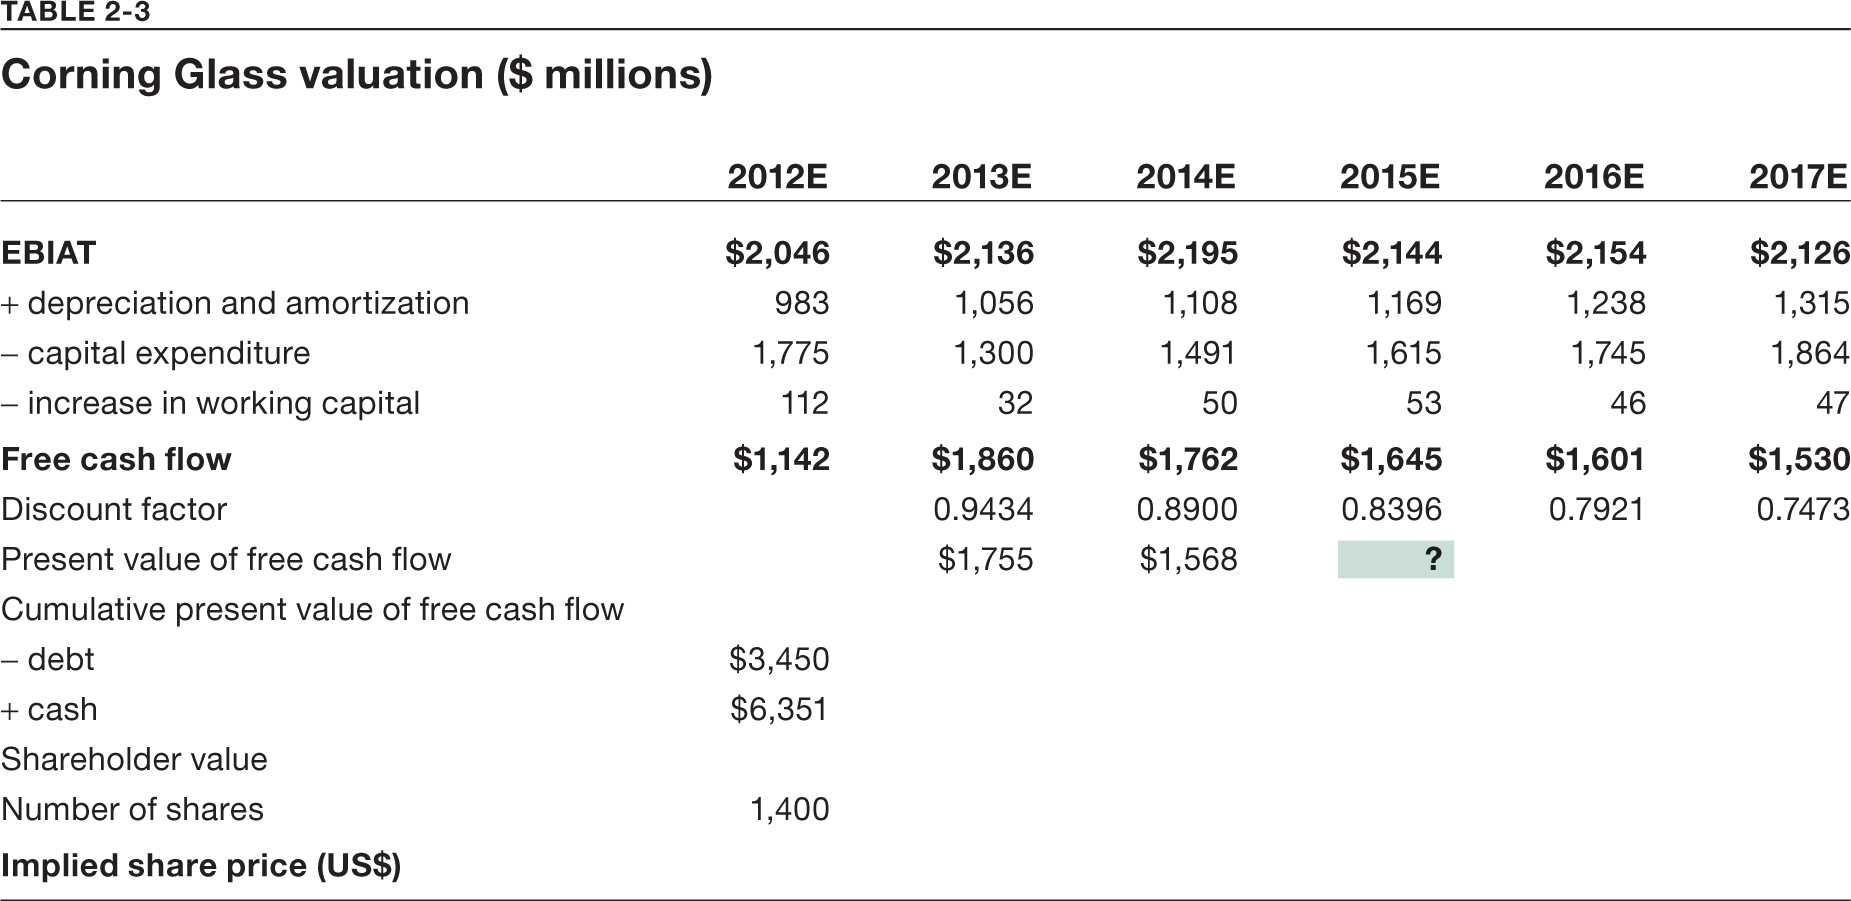 TABLE 2-3
Corning Glass valuation ($ millions)
2012E 2013E 2014E 2015E 2016E 2017E
EBIAT $2,046 $2,136 $2,195 $2,144 $2,154 $2,126
+ depreciation and amortization 983 1,056 1,108 1,169 1,238 1,315
– capital expenditure 1,775 1,300 1,491 1,615 1,745 1,864
– increase in working capital 112 32 50 53 46 47
Free cash flow $1,142 $1,860 $1,762 $1,645 $1,601 $1,530
Discount factor 0.9434 0.8900 0.8396 0.7921 0.7473
Present value of free cash flow $1,755 $1,568 ?
Cumulative present value of free cash flow
– debt $3,450
+ cash $6,351
Shareholder value
Number of shares 1,400
Implied share price (US$)